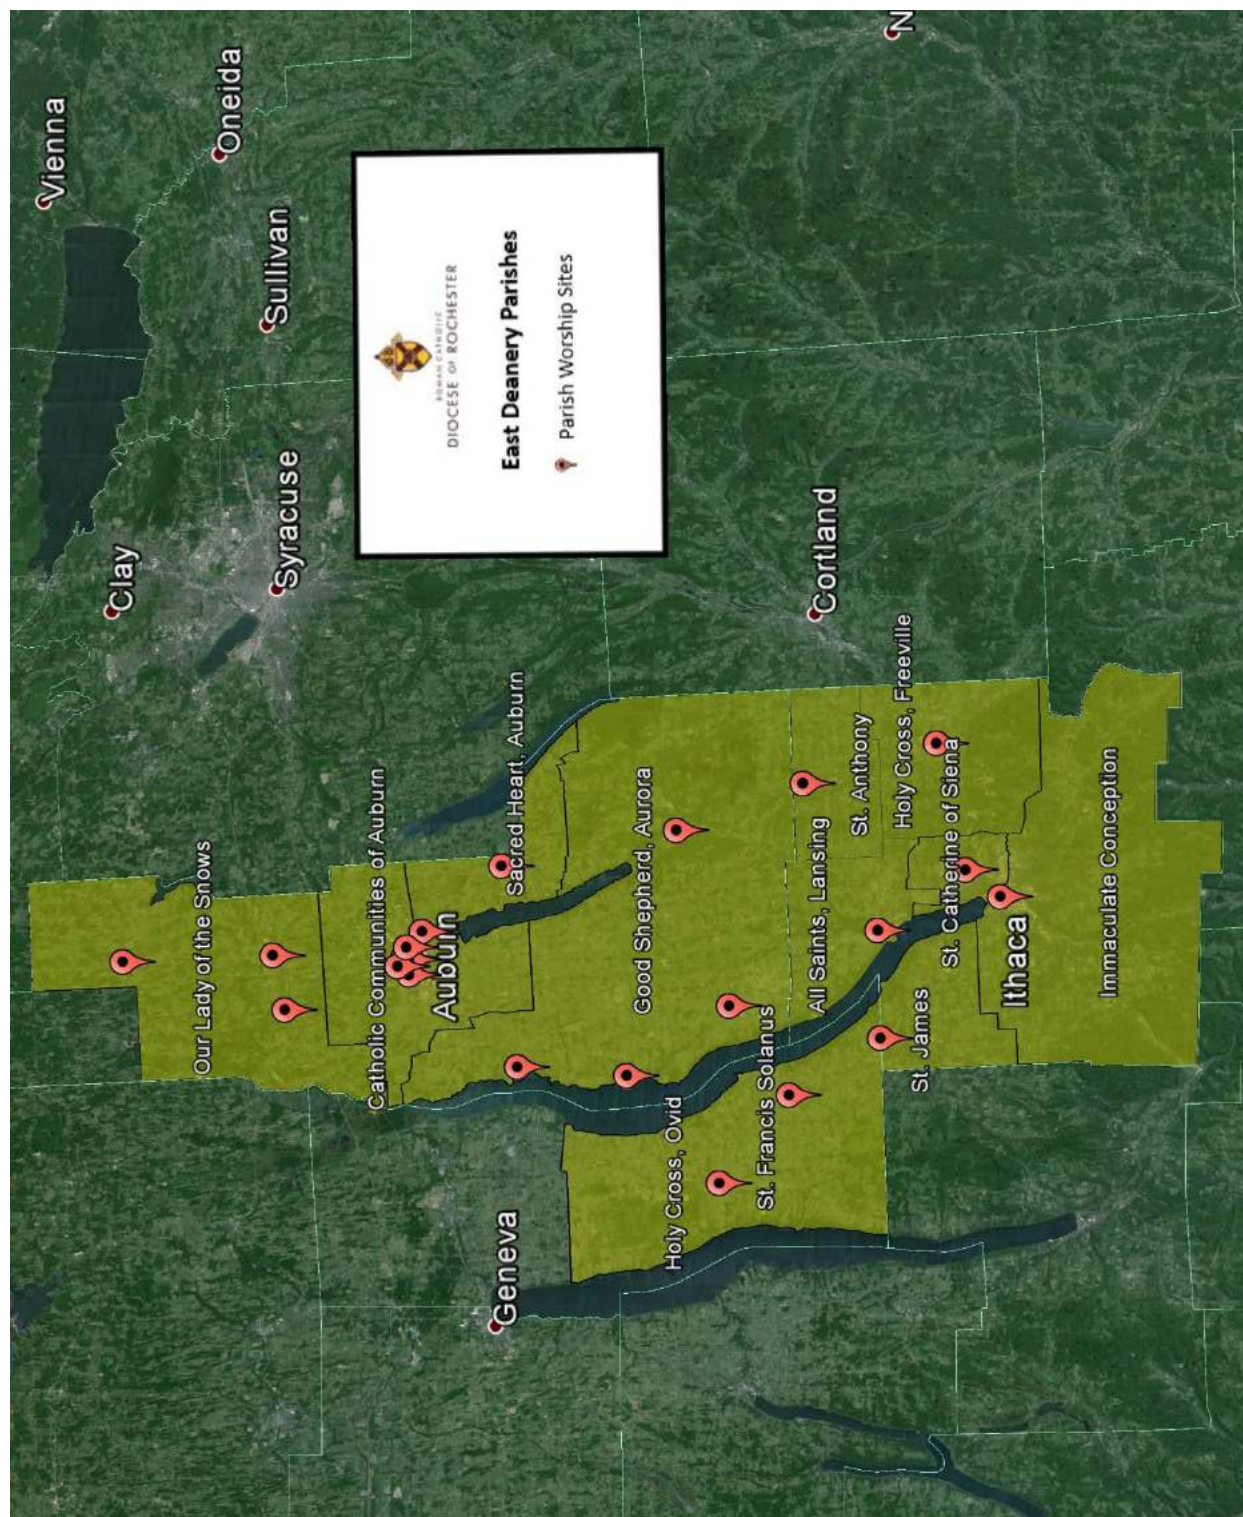 Vienna
Oneida
Sullivan
Clay
Syracuse
N
ROMAN CATHOLIC
DIOCESE OF ROCHESTER
East Deanery Parishes
Parish Worship Sites
Cortland
Our Lady of the Snows
Catholic Communities of Auburn
Auburn
Sacred Heart, Auburn
Good Shepherd, Aurora
All Saints, Lansing
St. Anthony
Holy Cross, Freeville
St. Catherine of Siena
Ithaca
Immaculate Conception
St. James
St. Francis Solanus
Holy Cross, Ovid
Geneva